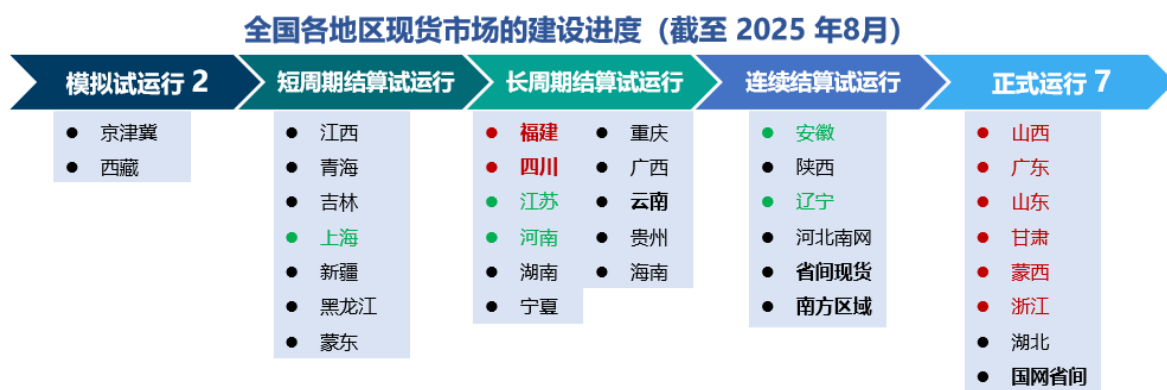 全国各地区现货市场的建设进度（截至 2025 年8月）
模拟试运行 2
短周期结算试运行
长周期结算试运行
连续结算试运行
正式运行 7
● 京津冀
● 西藏
● 江西
● 青海
● 吉林
● 上海
● 新疆
● 黑龙江
● 蒙东
● 福建
● 四川
● 江苏
● 河南
● 湖南
● 宁夏
● 重庆
● 广西
● 云南
● 贵州
● 海南
● 安徽
● 陕西
● 辽宁
● 河北南网
● 省间现货
● 南方区域
● 山西
● 广东
● 山东
● 甘肃
● 蒙西
● 浙江
● 湖北
● 国网省间